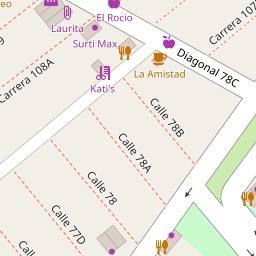 El Rocio
Laurita
Surti Max
Carrera 107
Diagonal 78C
La Amistad
Carrera 108A
Kati's
Calle 78B
Calle 78A
Calle 78
Calle 77D